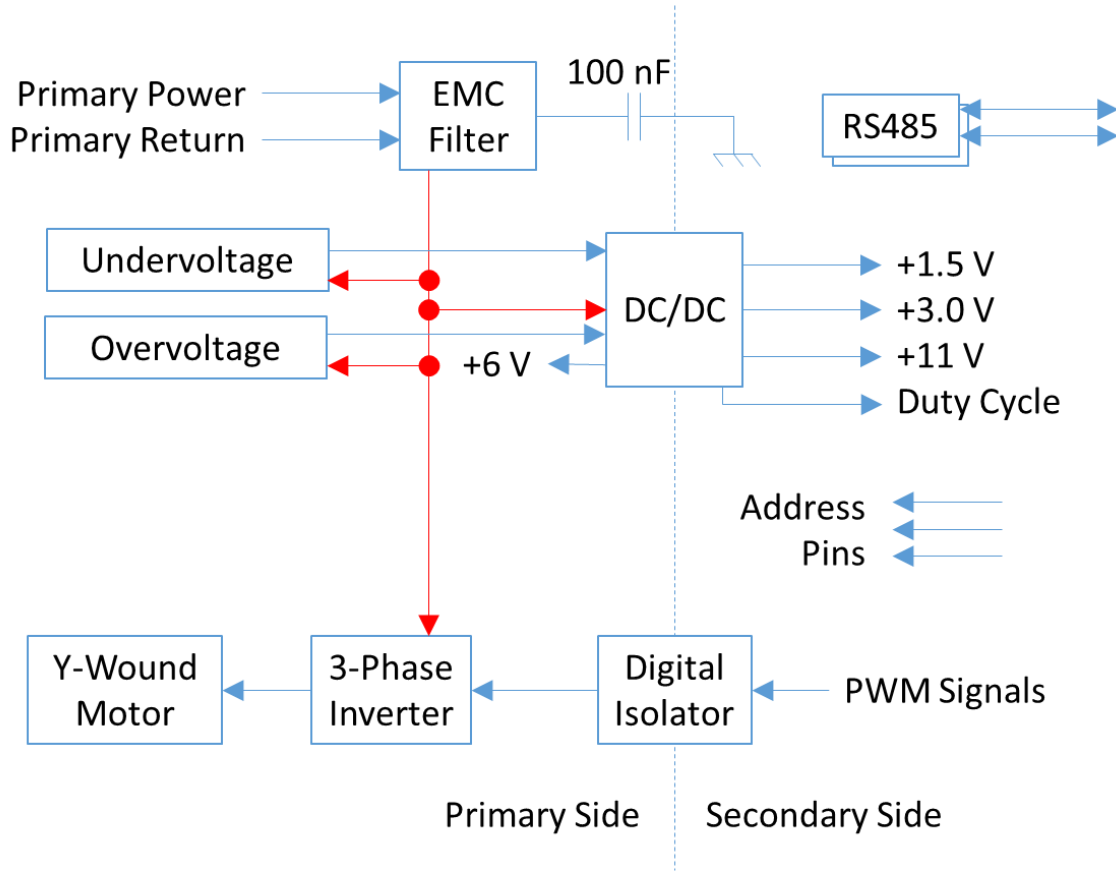 Primary Power
Primary Return
EMC
Filter
100 nF
RS485
Undervoltage
Overvoltage
+6 V
DC/DC
+1.5 V
+3.0 V
+11 V
Duty Cycle
Address
Pins
Y-Wound
Motor
3-Phase
Inverter
Digital
Isolator
PWM Signals
Primary Side
Secondary Side